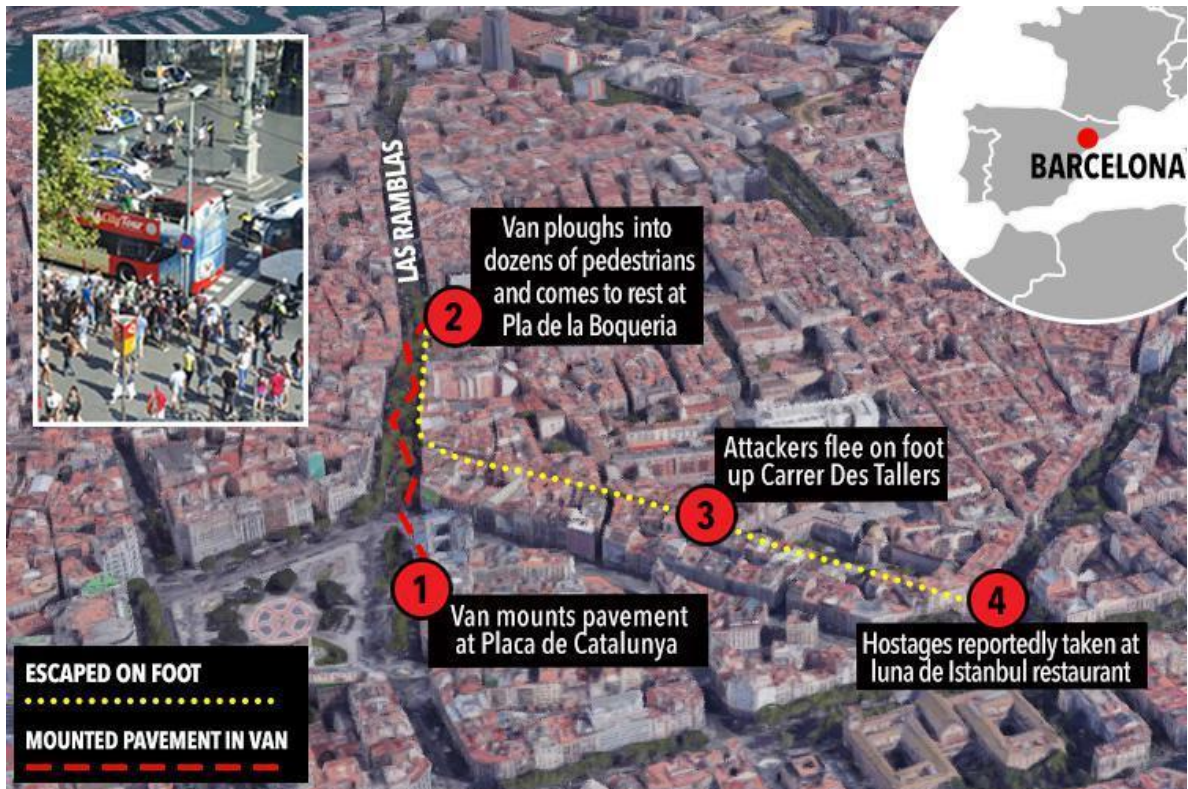 City Tour
BARCELONA
LAS RAMBLAS
Van ploughs into
dozens of pedestrians
and comes to rest at
Pla de la Boqueria
2
Attackers flee on foot
up Carrer Des Tallers
3
1
Van mounts pavement
at Placa de Catalunya
4
Hostages reportedly taken at
luna de Istanbul restaurant
ESCAPED ON FOOT
MOUNTED PAVEMENT IN VAN